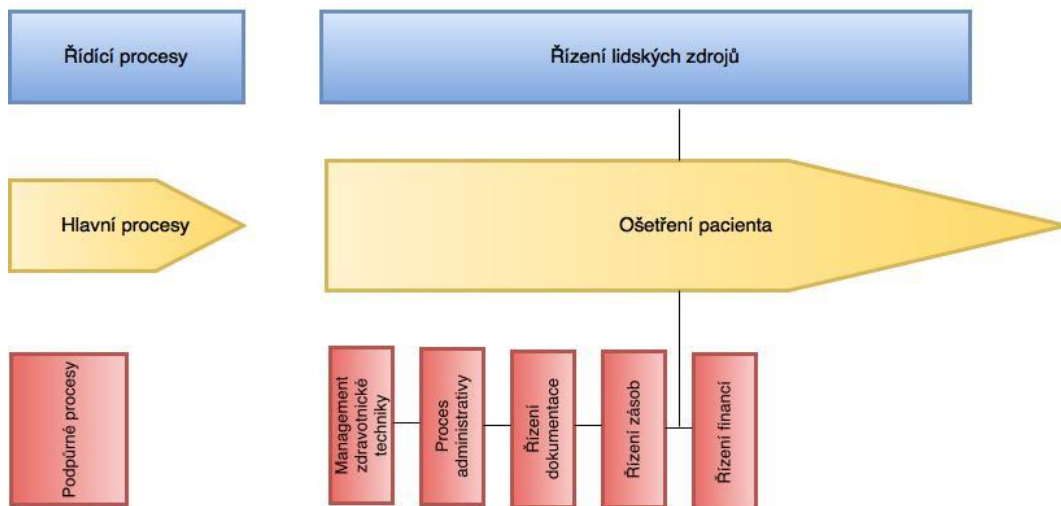 Řídící procesy
Řízení lidských zdrojů
Hlavní procesy
Ošetření pacienta
Podpůrné procesy
Management
zdravotnické
techniky
Proces
administrativy
Řízení
dokumentace
Řízení zásob
Řízení financí